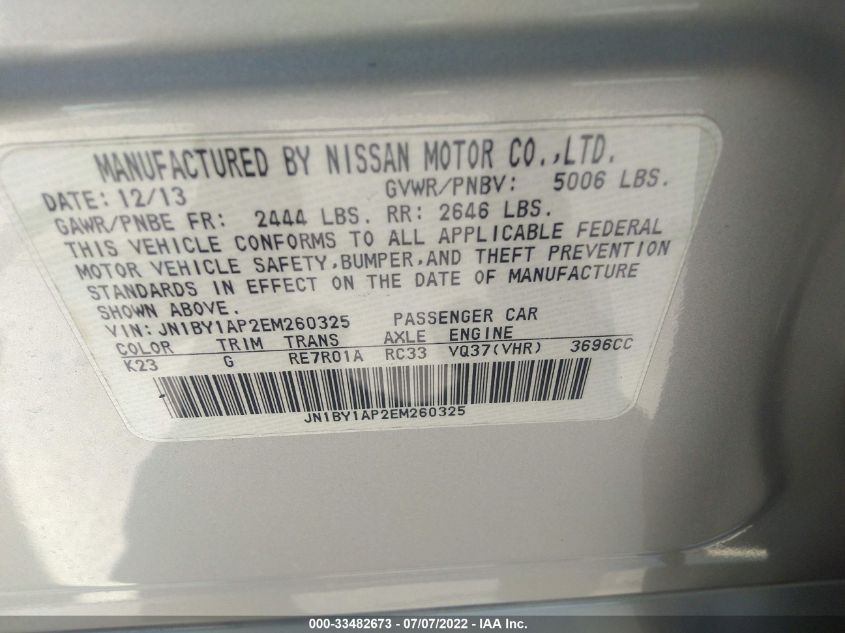 MANUFACTURED BY NISSAN MOTOR CO.,LTD.
DATE: 12/13 GVWR/PNBV: 5006 LBS.
GAWR/PNBE FR: 2444 LBS. RR: 2646 LBS.
THIS VEHICLE CONFORMS TO ALL APPLICABLE FEDERAL
MOTOR VEHICLE SAFETY,BUMPER,AND THEFT PREVENTION
STANDARDS IN EFFECT ON THE DATE OF MANUFACTURE
SHOWN ABOVE.
VIN: JN1BY1AP2EM260325 PASSENGER CAR
COLOR TRIM TRANS AXLE ENGINE
K23 G RE7R01A RC33 VQ37(VHR) 3696CC
JN1BY1AP2EM260325
000-33482673 - 07/07/2022 - IAA Inc.